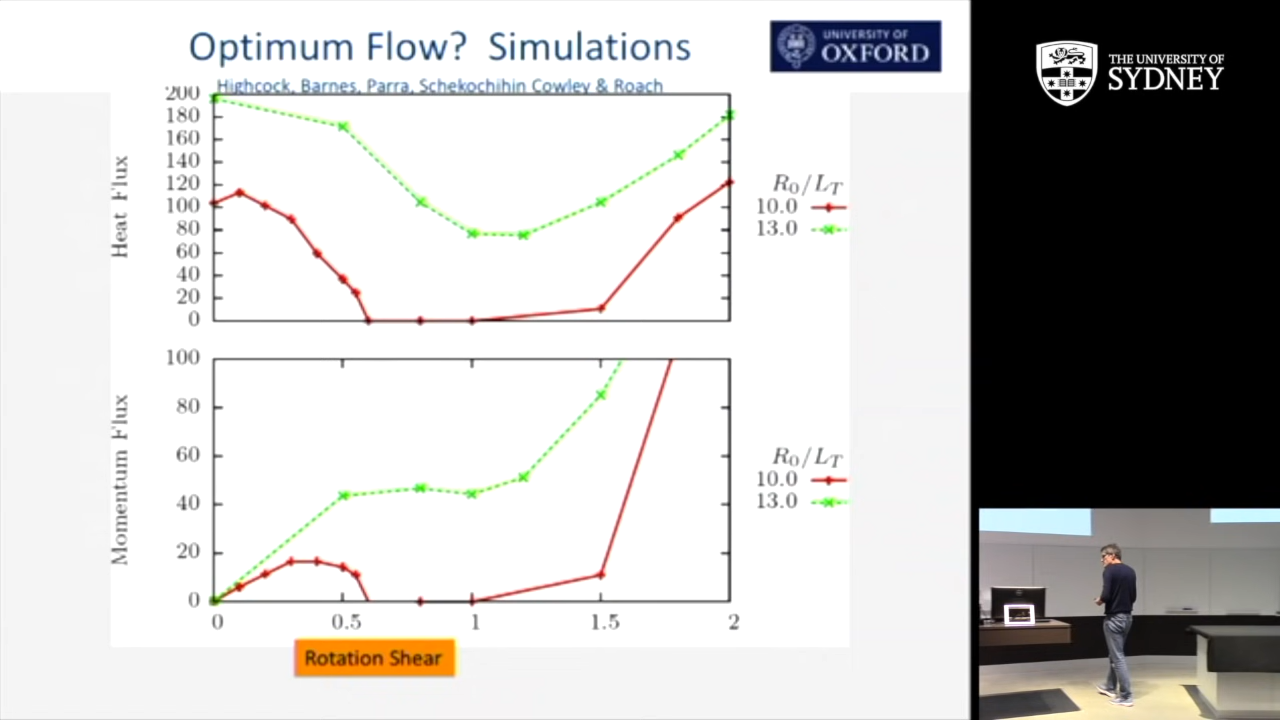 Optimum Flow? Simulations
UNIVERSITY OF
OXFORD
THE UNIVERSITY OF
SYDNEY
Highcock, Barnes, Parra, Schekochihin Cowley & Roach
200
180
160
140
120
100
80
60
40
20
0
Heat Flux
R₀/L_T
10.0
13.0
100
80
60
40
20
0
Momentum Flux
R₀/L_T
10.0
13.0
0 0.5 1 1.5 2
Rotation Shear